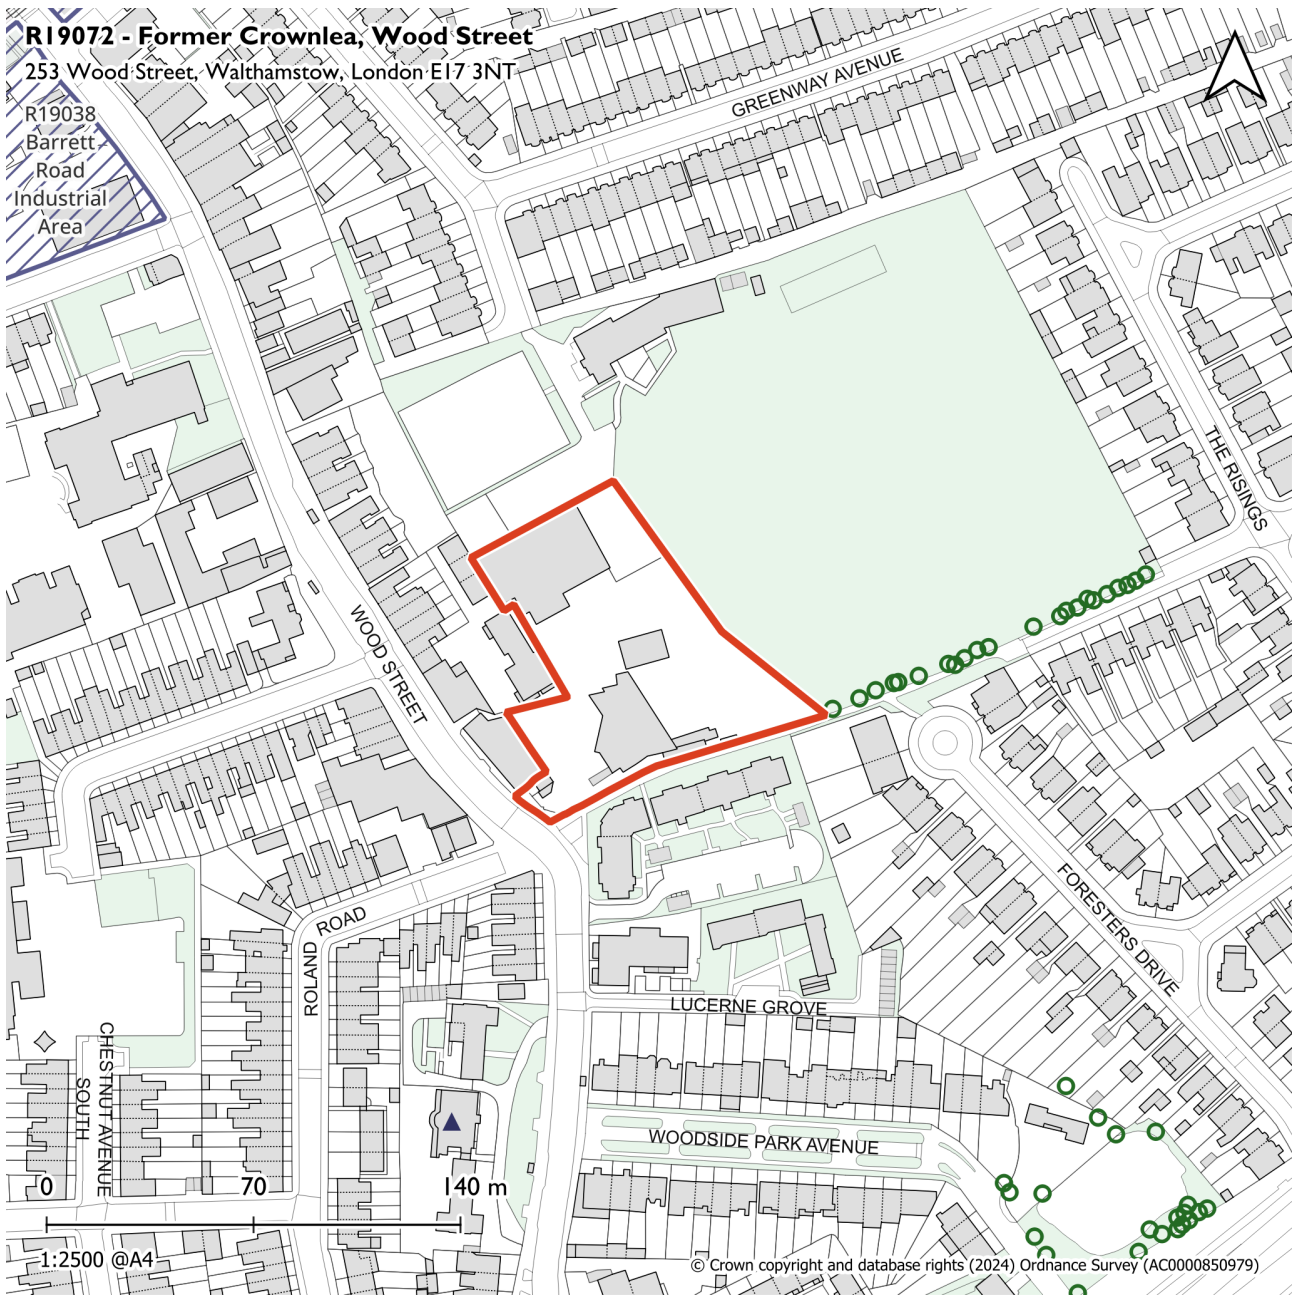 R19072 - Former Crownlea, Wood Street
253 Wood Street, Walthamstow, London E17 3NT
R19038
Barrett
Road
Industrial
Area
GREENWAY AVENUE
THE RISINGS
WOOD STREET
FORESTERS DRIVE
ROLAND
ROAD
LUCERNE GROVE
CHESTNUT AVENUE
SOUTH
WOODSIDE PARK AVENUE
0 70 140 m
1:2500 @A4
© Crown copyright and database rights (2024) Ordnance Survey (AC0000850979)